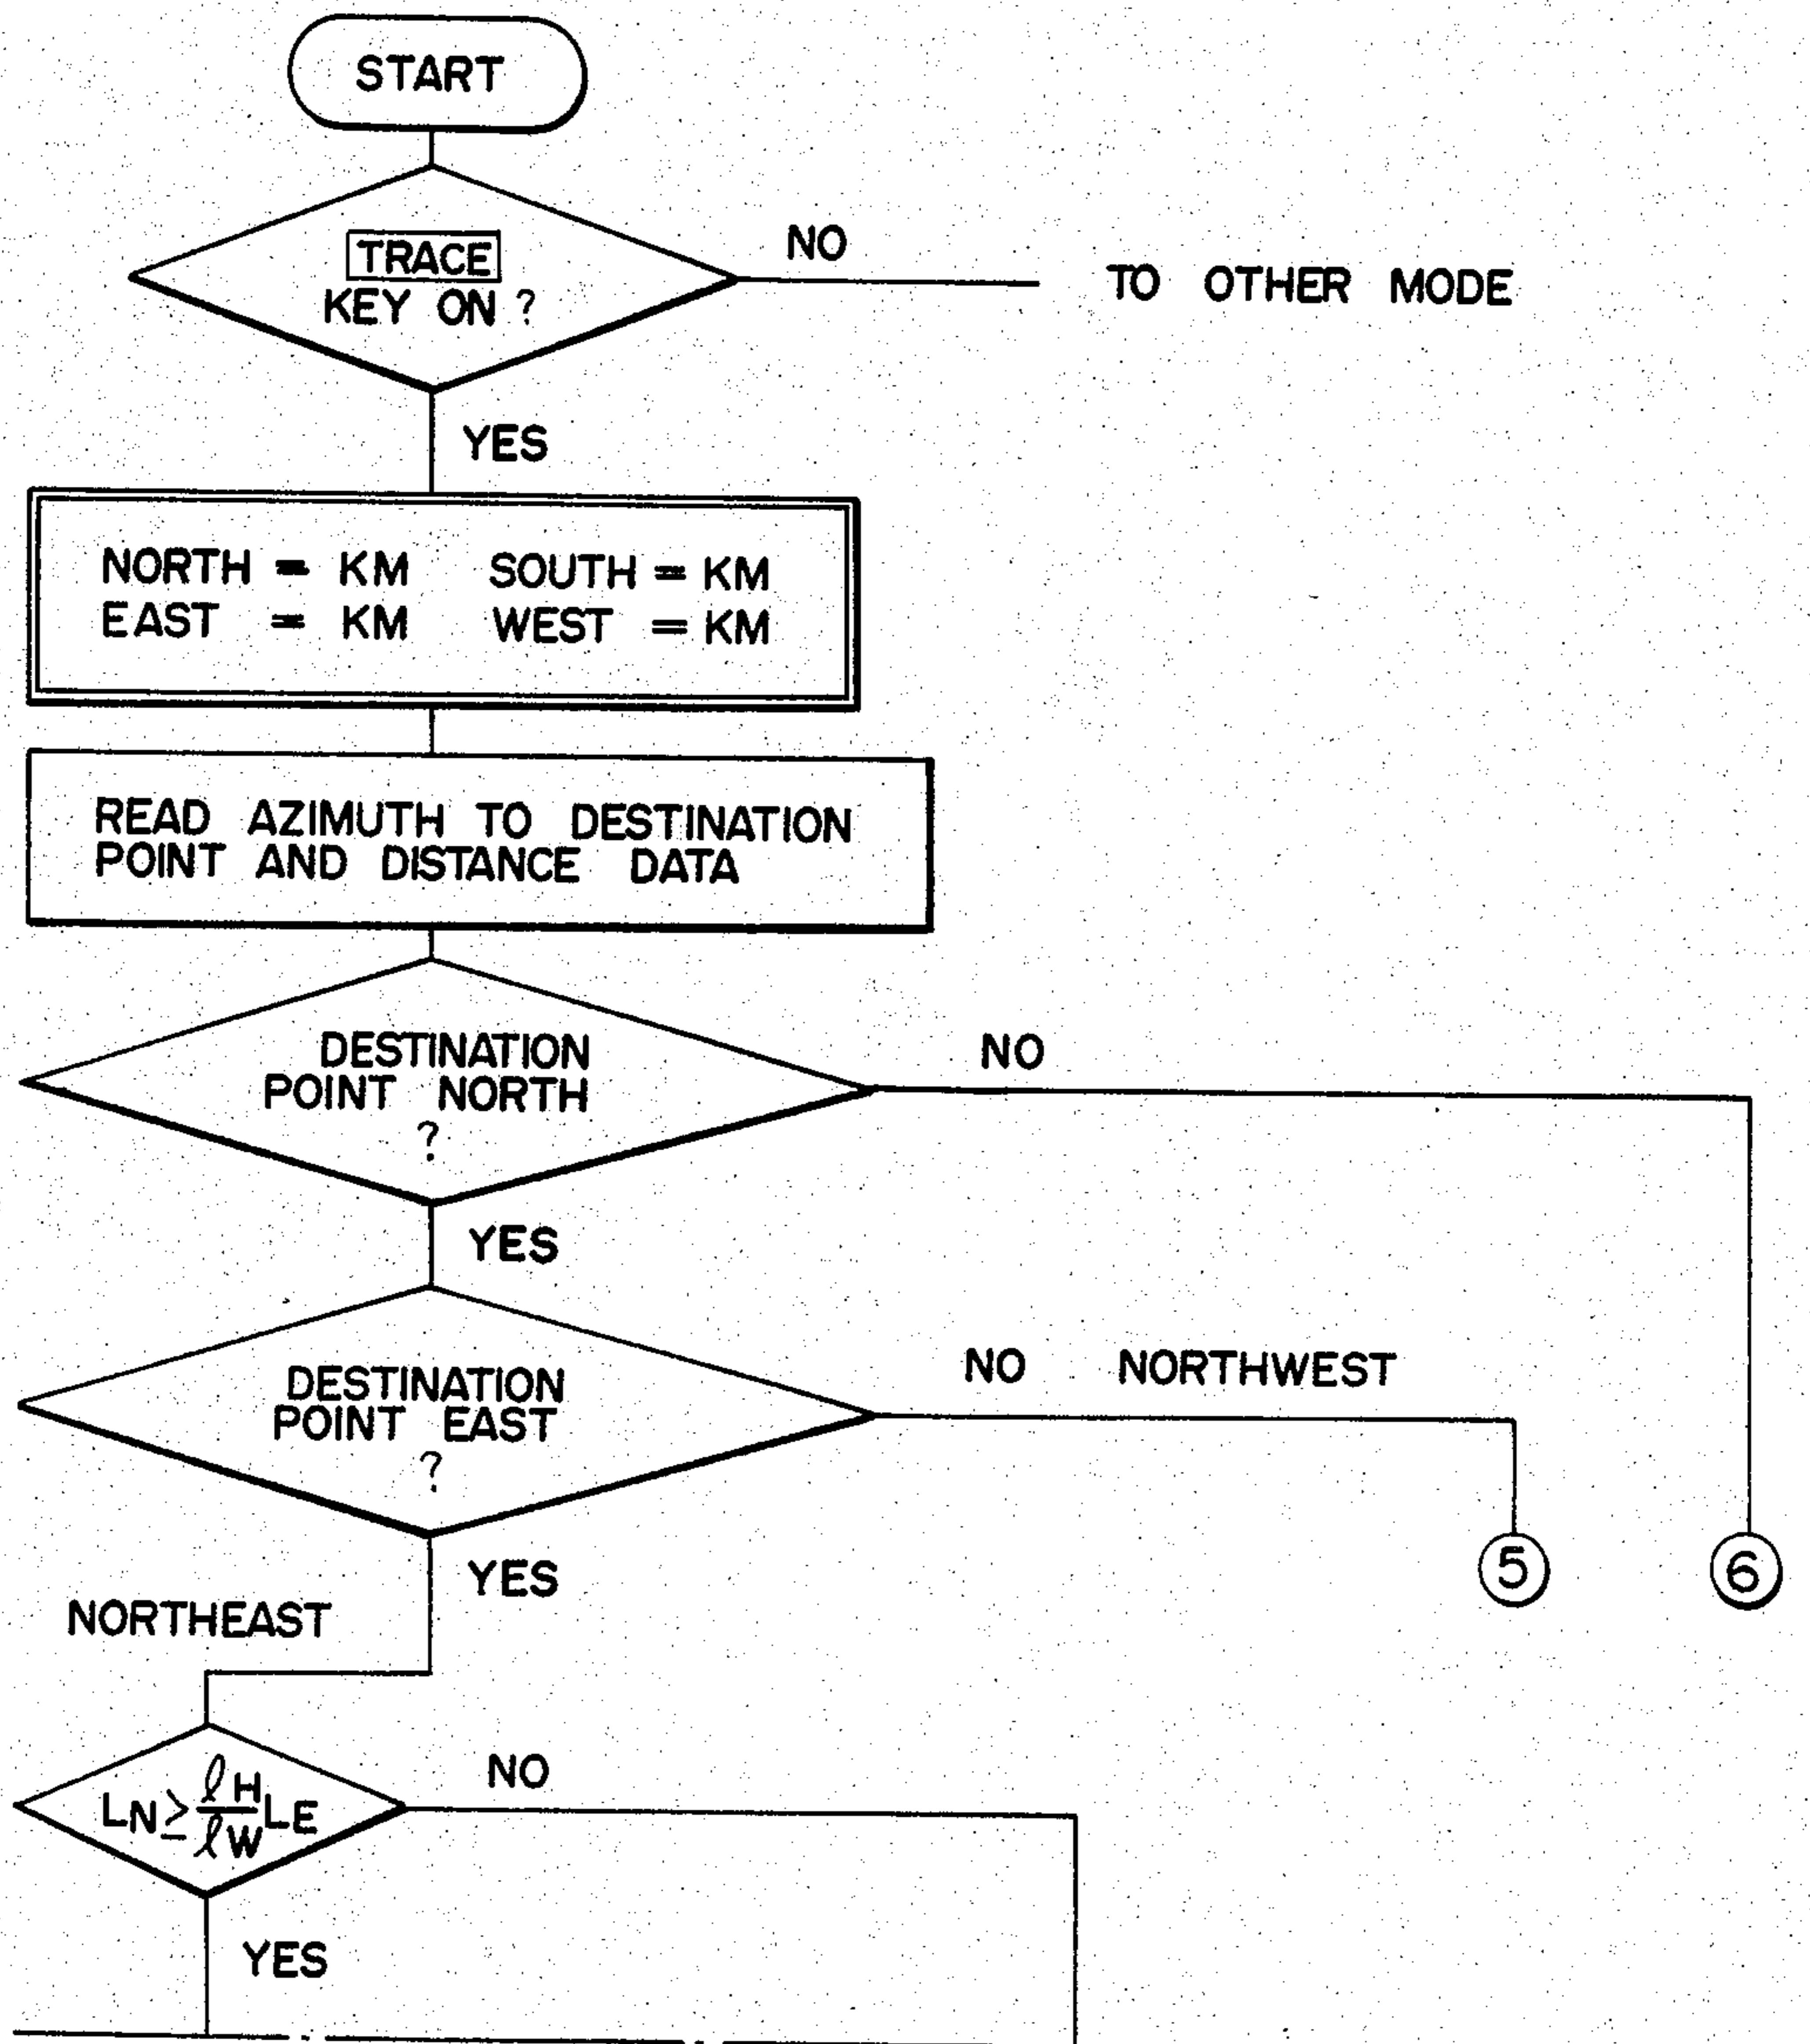 START
TRACE
KEY ON ?
NO
TO OTHER MODE
YES
NORTH = KM SOUTH = KM
EAST = KM WEST = KM
READ AZIMUTH TO DESTINATION
POINT AND DISTANCE DATA
DESTINATION
POINT NORTH
?
NO
YES
DESTINATION
POINT EAST
?
NO NORTHWEST
YES
5
6
NORTHEAST
LN ≥ ℓH/ℓW LE
NO
YES